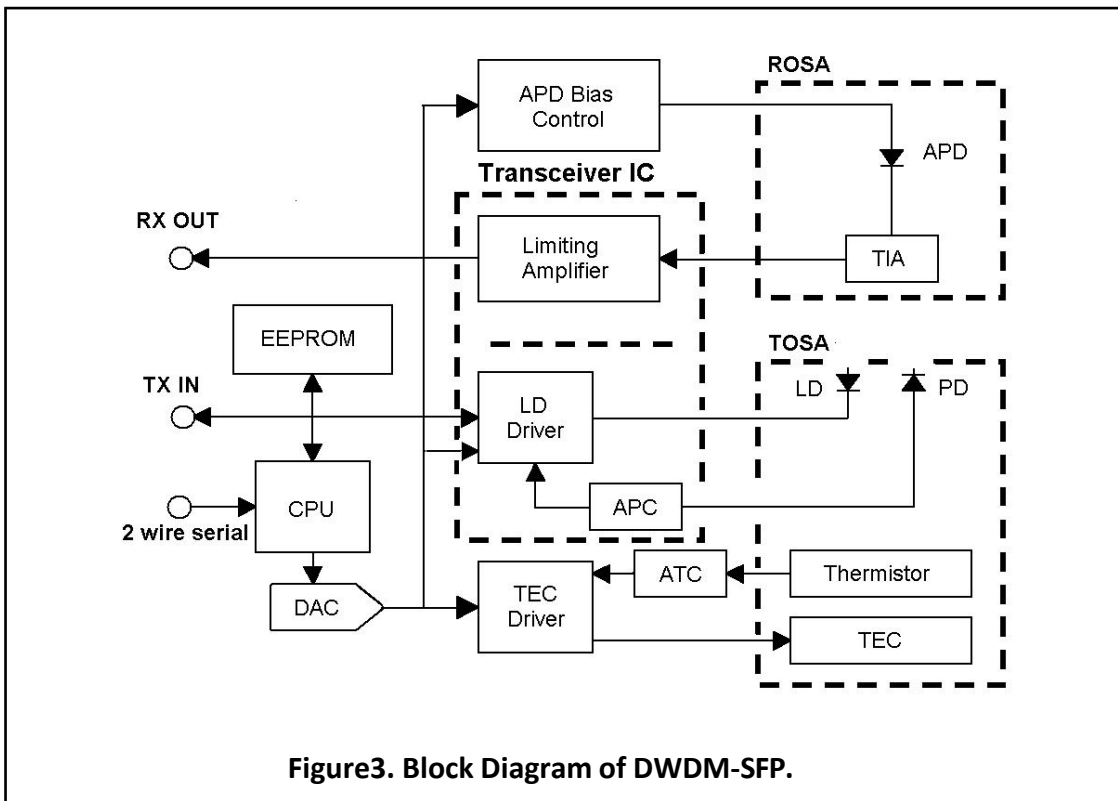 ROSA
APD Bias
Control
APD
Transceiver IC
RX OUT
Limiting
Amplifier
TIA
EEPROM
TOSA
TX IN
LD
PD
LD
Driver
CPU
2 wire serial
APC
DAC
TEC
Driver
ATC
Thermistor
TEC
Figure3. Block Diagram of DWDM-SFP.